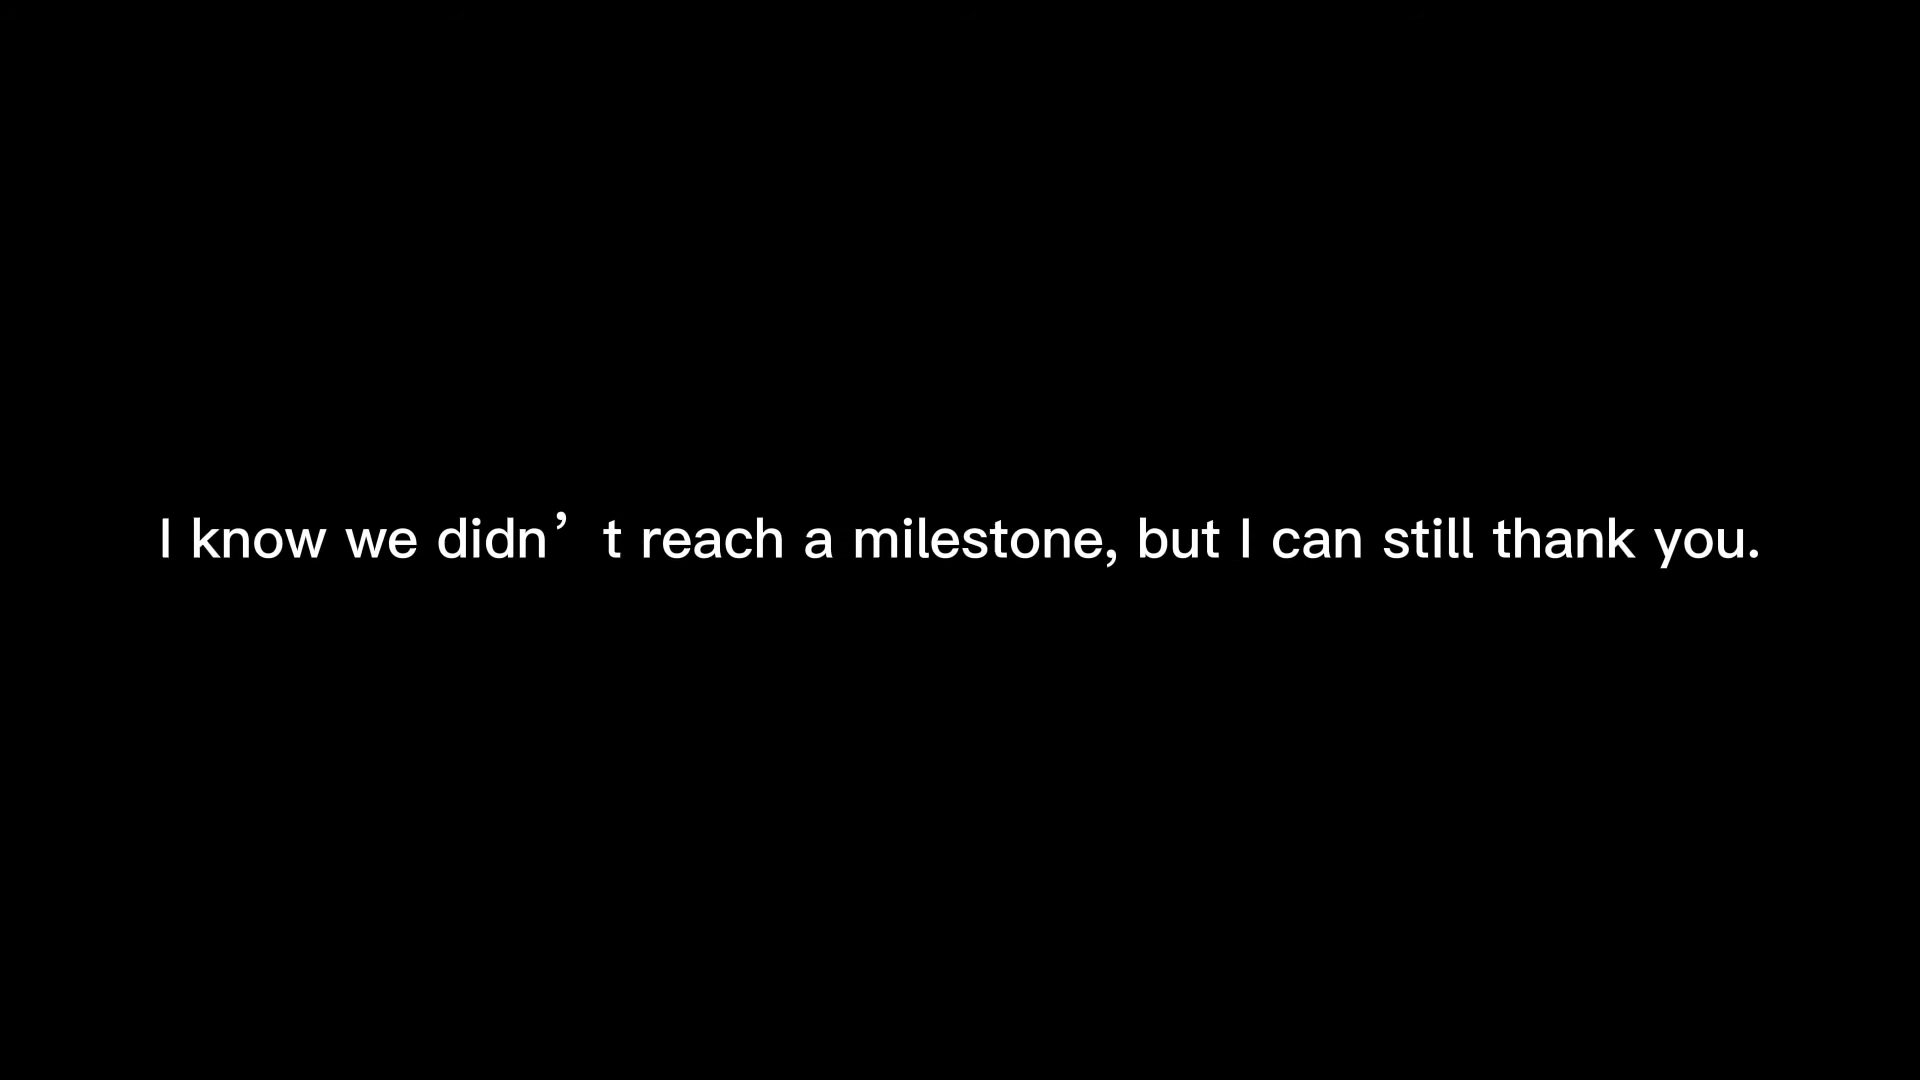 I know we didn’t reach a milestone, but I can still thank you.